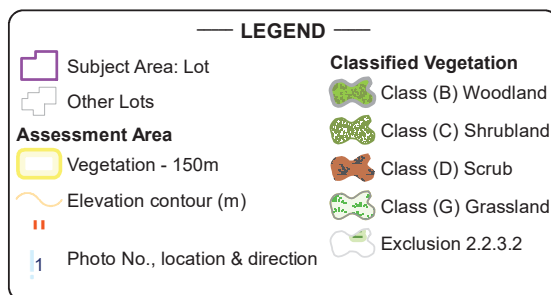 LEGEND
Subject Area: Lot
Other Lots
Assessment Area
Vegetation - 150m
Elevation contour (m)
1
Photo No., location & direction
Classified Vegetation
Class (B) Woodland
Class (C) Shrubland
Class (D) Scrub
Class (G) Grassland
Exclusion 2.2.3.2